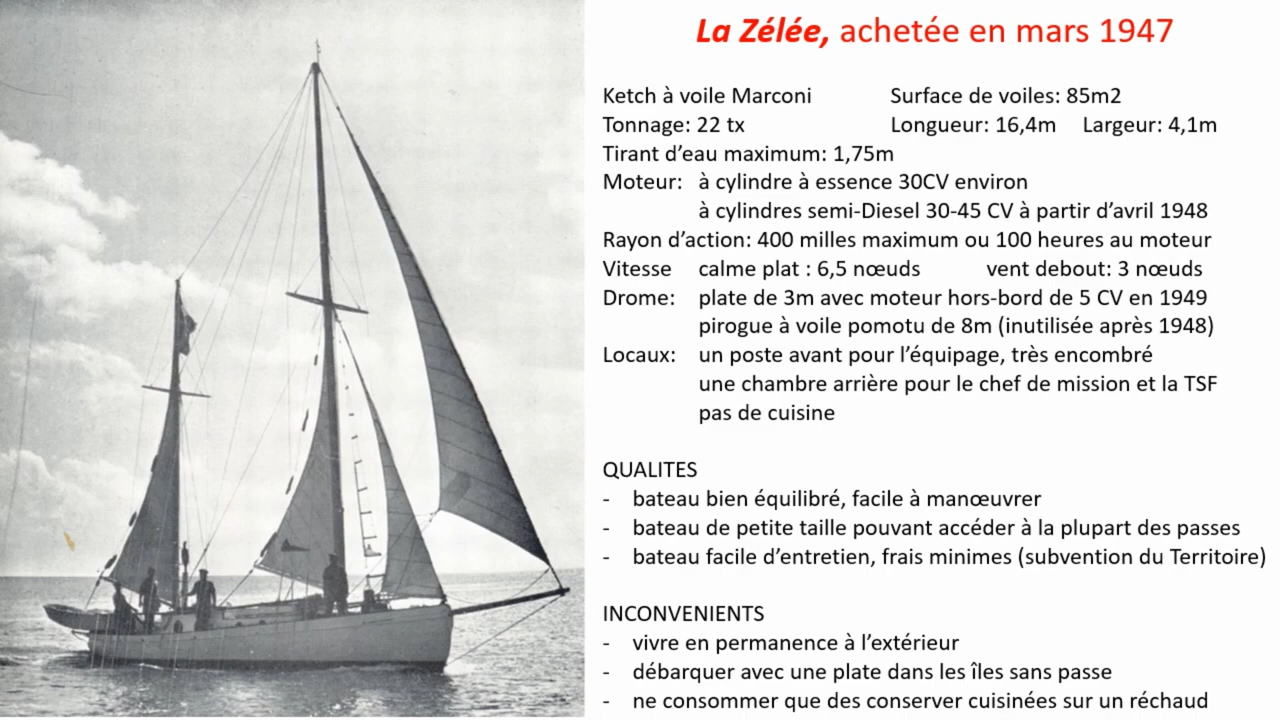 La Zélée, achetée en mars 1947
Ketch à voile Marconi Surface de voiles: 85m2
Tonnage: 22 tx Longueur: 16,4m Largeur: 4,1m
Tirant d’eau maximum: 1,75m
Moteur: à cylindre à essence 30CV environ
à cylindres semi-Diesel 30-45 CV à partir d’avril 1948
Rayon d’action: 400 milles maximum ou 100 heures au moteur
Vitesse calme plat : 6,5 nœuds vent debout: 3 nœuds
Drome: plate de 3m avec moteur hors-bord de 5 CV en 1949
pirogue à voile pomotu de 8m (inutilisée après 1948)
Locaux: un poste avant pour l’équipage, très encombré
une chambre arrière pour le chef de mission et la TSF
pas de cuisine
QUALITES
- bateau bien équilibré, facile à manœuvrer
- bateau de petite taille pouvant accéder à la plupart des passes
- bateau facile d’entretien, frais minimes (subvention du Territoire)
INCONVENIENTS
- vivre en permanence à l’extérieur
- débarquer avec une plate dans les îles sans passe
- ne consommer que des conserver cuisinées sur un réchaud